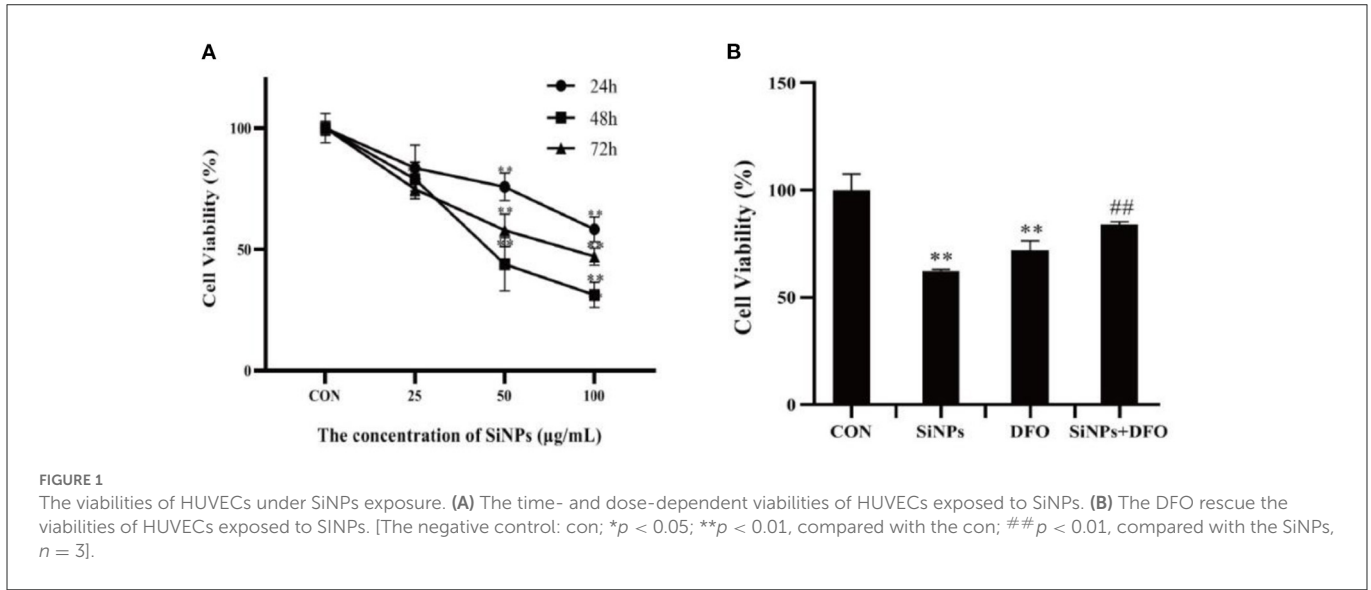 A
24h
48h
72h
100
50
0
Cell Viability (%)
**
**
**
**
**
**
CON
25
50
100
The concentration of SiNPs (μg/mL)
B
150
100
50
0
Cell Viability (%)
**
**
##
CON
SiNPs
DFO
SiNPs+DFO
FIGURE 1
The viabilities of HUVECs under SiNPs exposure. (A) The time- and dose-dependent viabilities of HUVECs exposed to SiNPs. (B) The DFO rescue the
viabilities of HUVECs exposed to SINPs. [The negative control: con; *p < 0.05; **p < 0.01, compared with the con; ##p < 0.01, compared with the SiNPs,
n = 3].